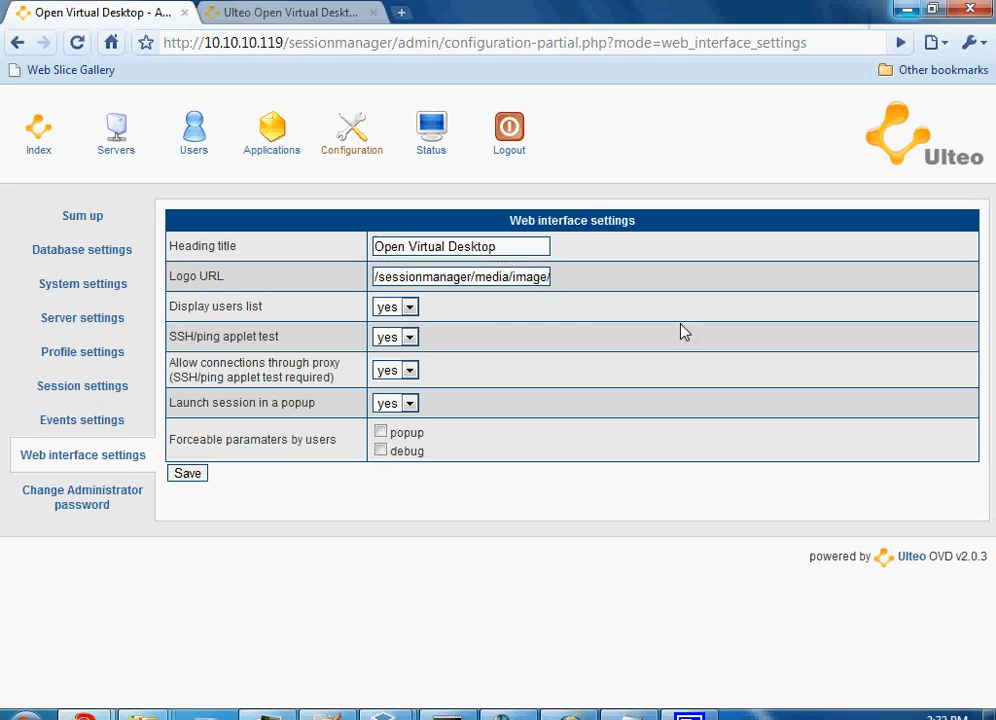 Open Virtual Desktop - A...
Ulteo Open Virtual Deskt...
http://10.10.10.119/sessionmanager/admin/configuration-partial.php?mode=web_interface_settings
Web Slice Gallery
Other bookmarks
Index
Servers
Users
Applications
Configuration
Status
Logout
Ulteo
Sum up
Database settings
System settings
Server settings
Profile settings
Session settings
Events settings
Web interface settings
Change Administrator
password
Web interface settings
Heading title
Open Virtual Desktop
Logo URL
/sessionmanager/media/image/
Display users list
yes
SSH/ping applet test
yes
Allow connections through proxy
(SSH/ping applet test required)
yes
Launch session in a popup
yes
Forceable paramaters by users
popup
debug
Save
powered by Ulteo OVD v2.0.3